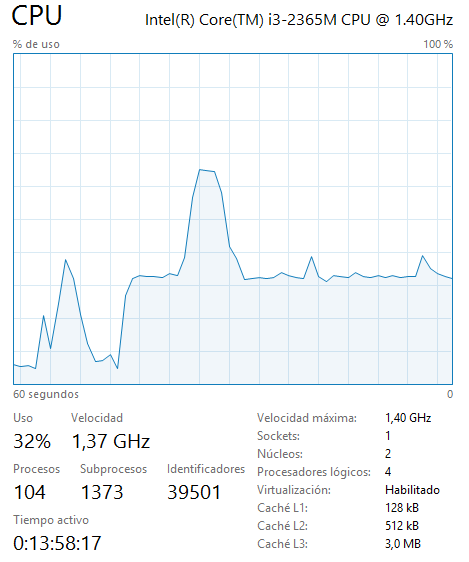 CPU Intel(R) Core(TM) i3-2365M CPU @ 1.40GHz
% de uso 100 %
60 segundos 0
Uso Velocidad
32% 1,37 GHz
Procesos Subprocesos Identificadores
104 1373 39501
Tiempo activo
0:13:58:17
Velocidad máxima: 1,40 GHz
Sockets: 1
Núcleos: 2
Procesadores lógicos: 4
Virtualización: Habilitado
Caché L1: 128 kB
Caché L2: 512 kB
Caché L3: 3,0 MB